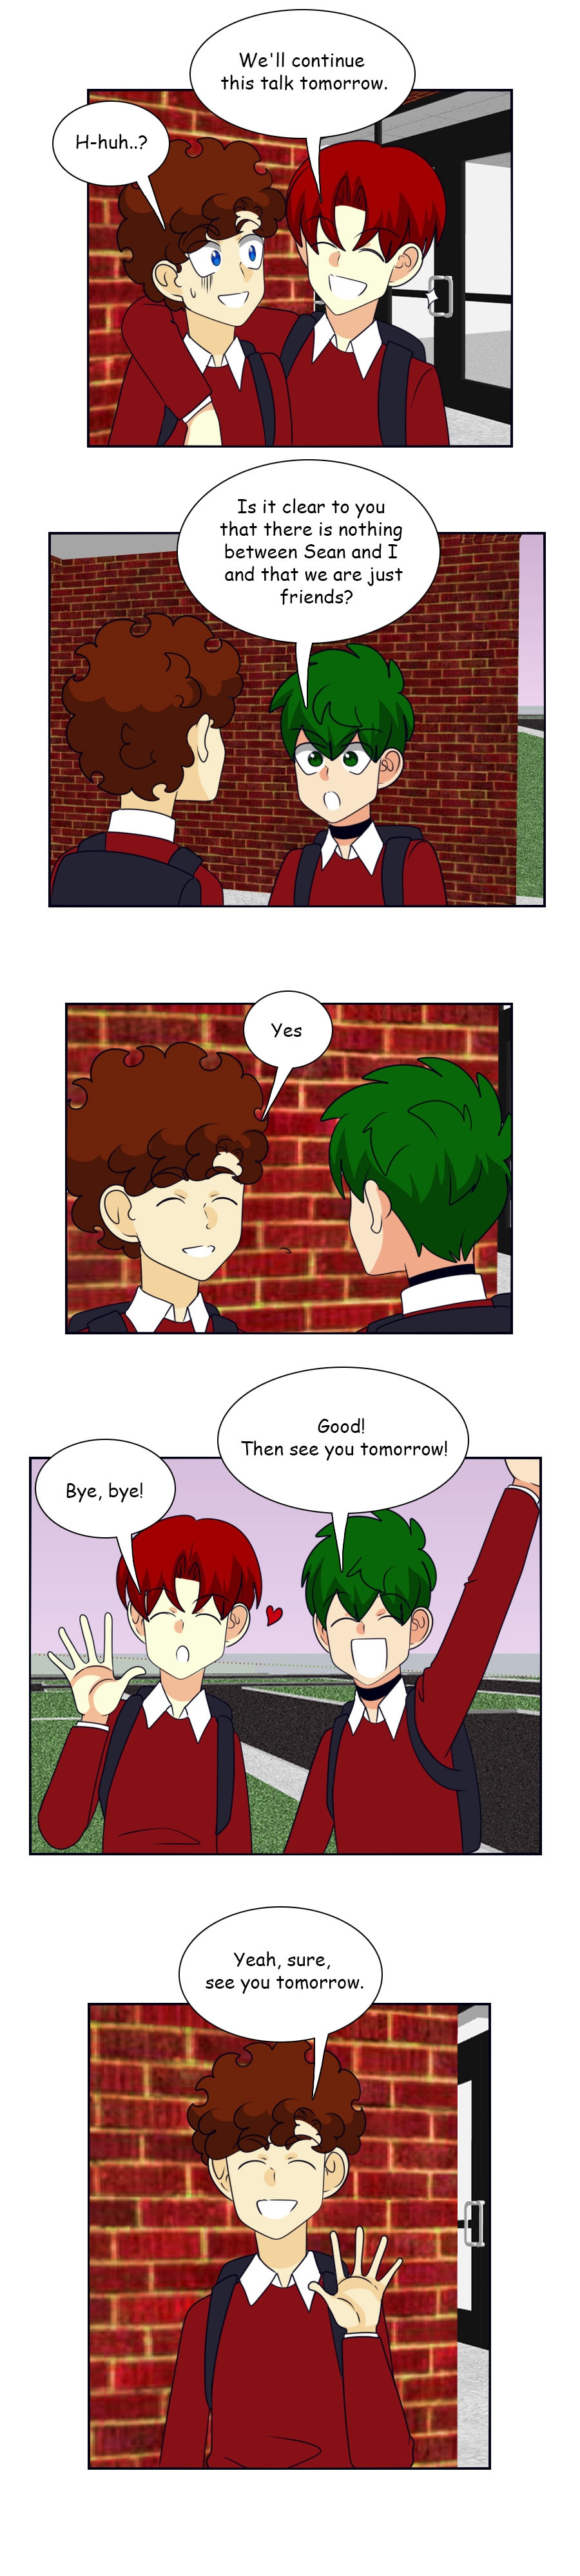 We'll continue
this talk tomorrow.
H-huh..?
Is it clear to you
that there is nothing
between Sean and I
and that we are just
friends?
Yes
Good!
Then see you tomorrow!
Bye, bye!
Yeah, sure,
see you tomorrow.